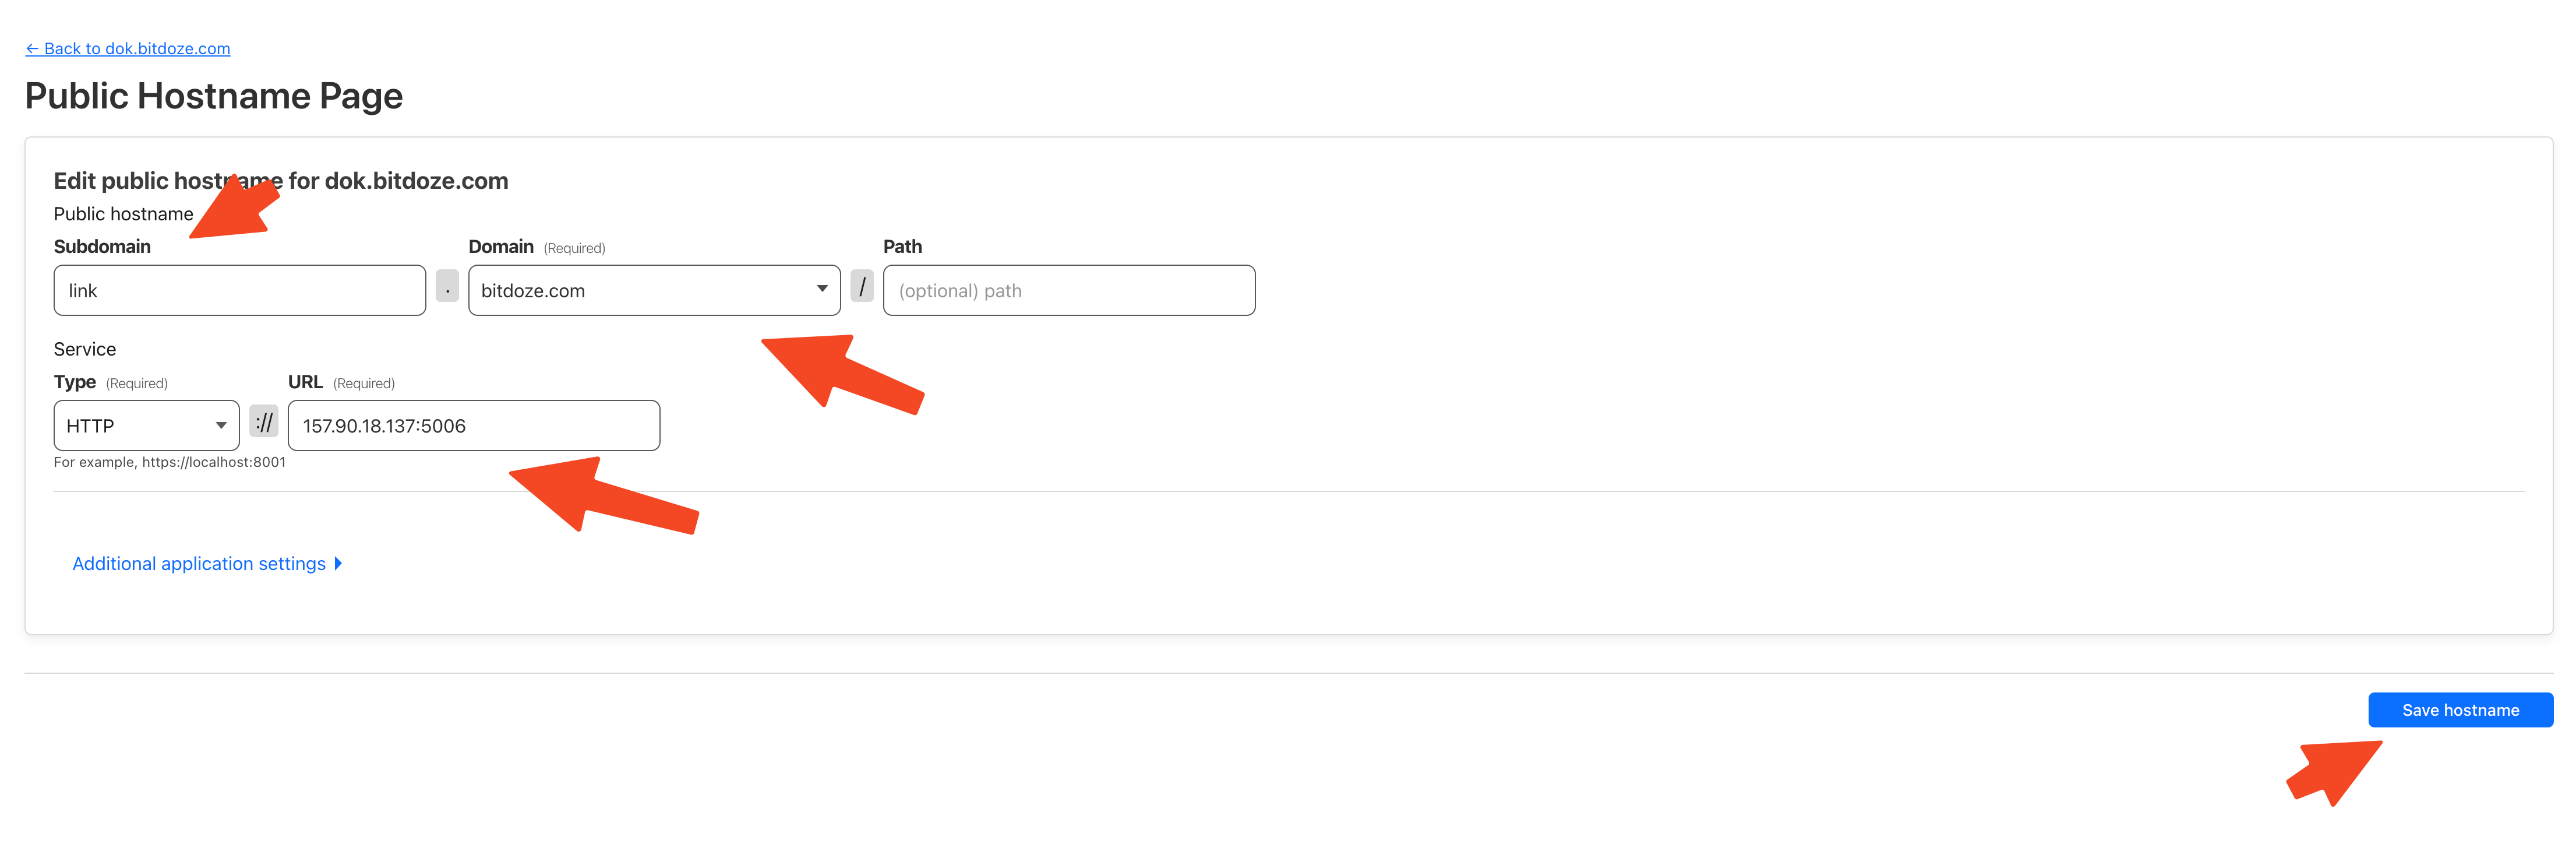 ← Back to dok.bitdoze.com
Public Hostname Page
Edit public hostname for dok.bitdoze.com
Public hostname
Subdomain Domain (Required) Path
link . bitdoze.com / (optional) path
Service
Type (Required) URL (Required)
HTTP :// 157.90.18.137:5006
For example, https://localhost:8001
Additional application settings
Save hostname